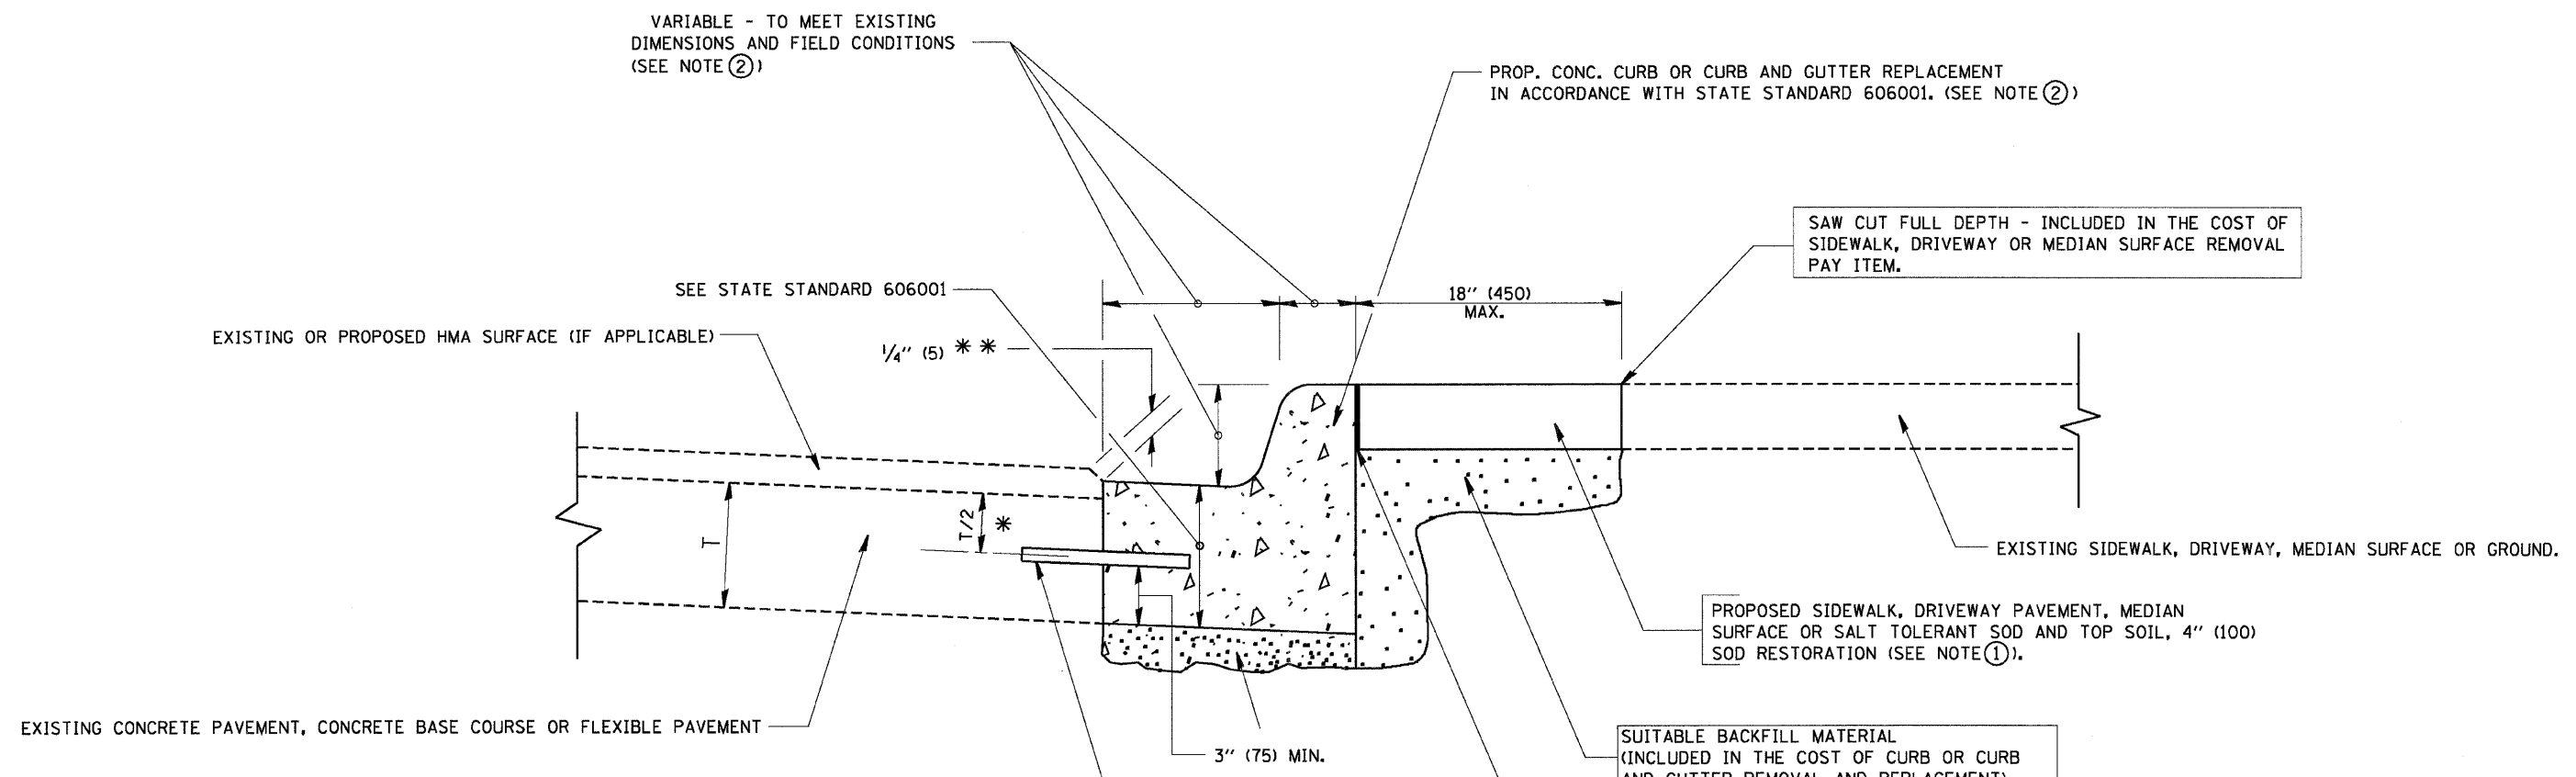 VARIABLE - TO MEET EXISTING
DIMENSIONS AND FIELD CONDITIONS
(SEE NOTE ②)
PROP. CONC. CURB OR CURB AND GUTTER REPLACEMENT
IN ACCORDANCE WITH STATE STANDARD 606001. (SEE NOTE ②)
SAW CUT FULL DEPTH - INCLUDED IN THE COST OF
SIDEWALK, DRIVEWAY OR MEDIAN SURFACE REMOVAL
PAY ITEM.
SEE STATE STANDARD 606001
18" (450)
MAX.
EXISTING OR PROPOSED HMA SURFACE (IF APPLICABLE)
1/4" (5) * *
T
T/2 *
EXISTING SIDEWALK, DRIVEWAY, MEDIAN SURFACE OR GROUND.
PROPOSED SIDEWALK, DRIVEWAY PAVEMENT, MEDIAN
SURFACE OR SALT TOLERANT SOD AND TOP SOIL, 4" (100)
SOD RESTORATION (SEE NOTE ①).
EXISTING CONCRETE PAVEMENT, CONCRETE BASE COURSE OR FLEXIBLE PAVEMENT
3" (75) MIN.
SUITABLE BACKFILL MATERIAL
(INCLUDED IN THE COST OF CURB OR CURB
AND GUTTER REMOVAL AND REPLACEMENT)